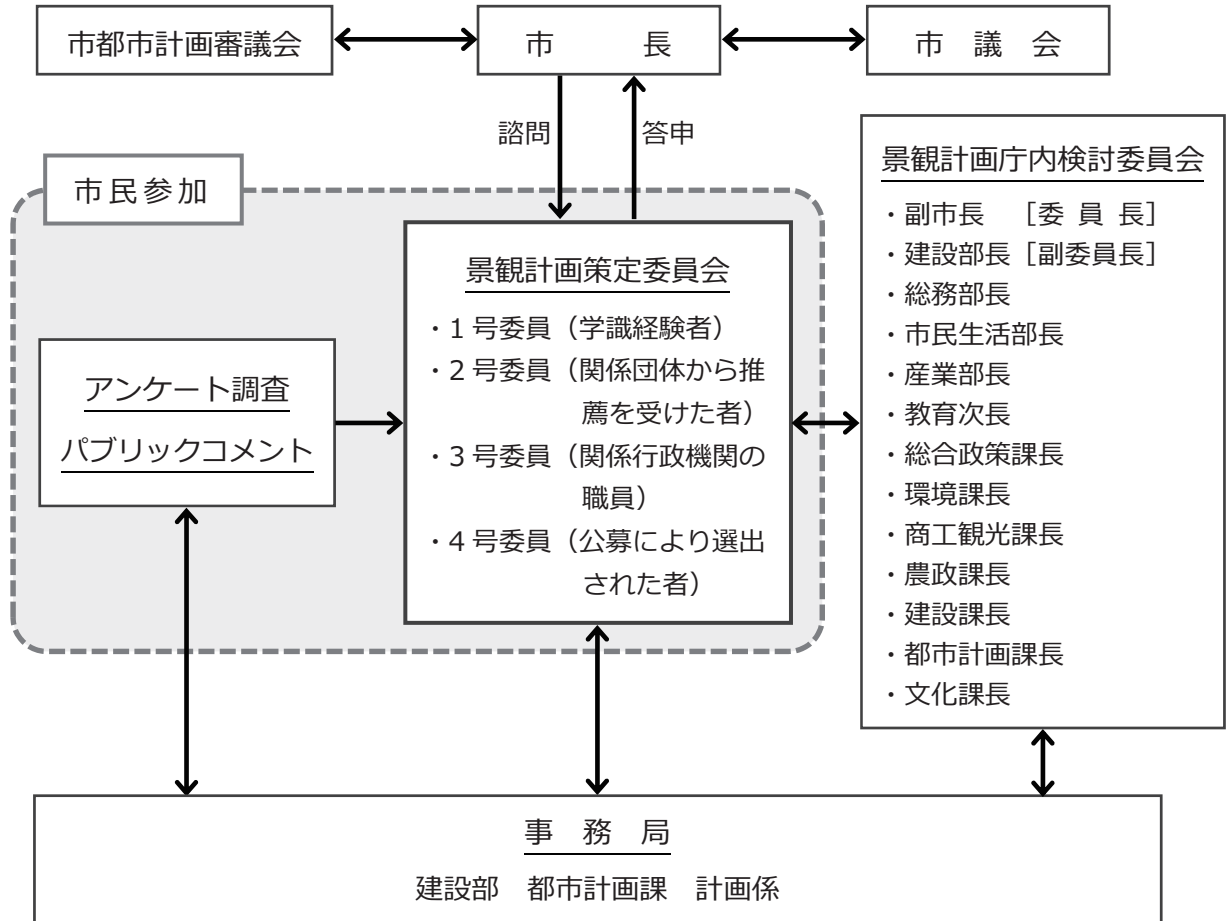 市都市計画審議会
市　　長
市　議　会
諮問
答申
市民参加
アンケート調査
パブリックコメント
景観計画策定委員会
・1号委員（学識経験者）
・2号委員（関係団体から推
薦を受けた者）
・3号委員（関係行政機関の
職員）
・4号委員（公募により選出
された者）
景観計画庁内検討委員会
・副市長　［委 員 長］
・建設部長［副委員長］
・総務部長
・市民生活部長
・産業部長
・教育次長
・総合政策課長
・環境課長
・商工観光課長
・農政課長
・建設課長
・都市計画課長
・文化課長
事　務　局
建設部　都市計画課　計画係